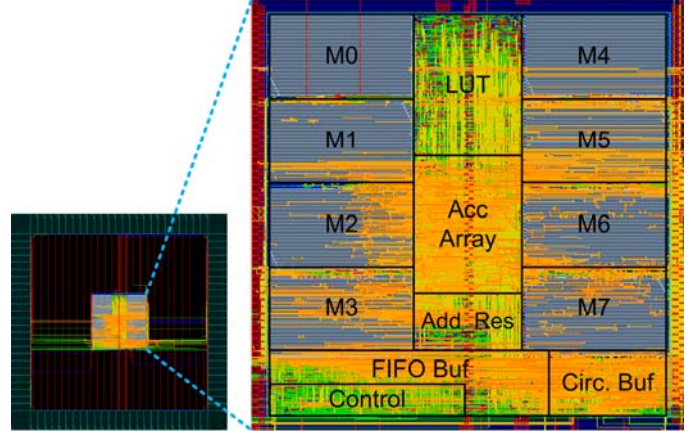 M0
LUT
M4
M1
M5
M2
Acc
Array
M6
M3
Add_Res
M7
FIFO Buf
Circ. Buf
Control